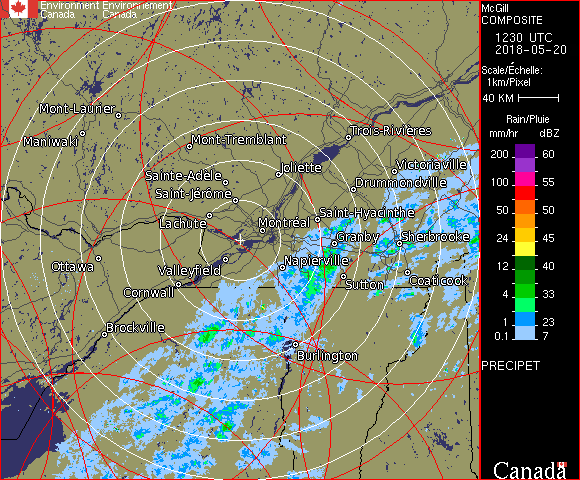 Environment Environnement
Canada Canada
McGill
COMPOSITE
1230 UTC
2018-05-20
Scale/Échelle:
1km/Pixel
40 KM
Rain/Pluie
mm/hr dBZ
200 60
100 55
50 50
24 45
12 40
4 33
1 23
0.1 7
PRECIPET
Canada
Mont-Laurier
Maniwaki
Mont-Tremblant
Trois-Rivières
Joliette
Victoriaville
Sainte-Adèle
Drummondville
Saint-Jérôme
Lachute
Saint-Hyacinthe
Montréal
Granby
Sherbrooke
Ottawa
Valleyfield
Napierville
Cornwall
Sutton
Coaticook
Brockville
Burlington